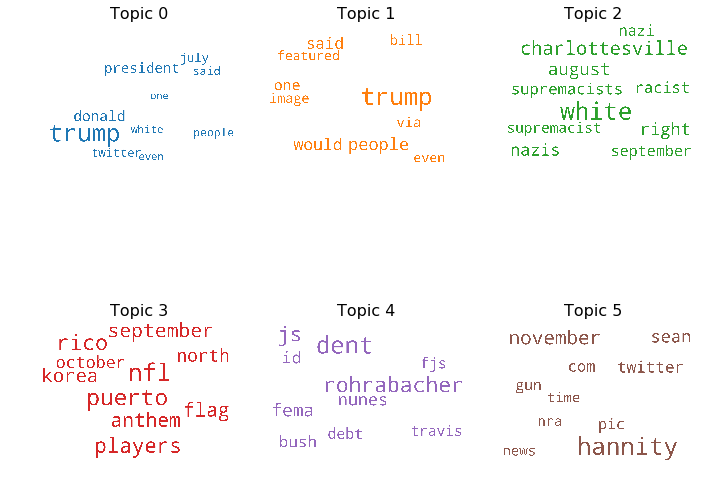 Topic 0
july
president
said
one
donald
trump
white
people
twitter
even
Topic 1
bill
said
featured
one
image
trump
via
would
people
even
Topic 2
nazi
charlottesville
august
supremacists
racist
white
supremacist
right
nazis
september
Topic 3
september
rico
north
october
korea
nfl
puerto
flag
anthem
players
Topic 4
js
dent
id
fjs
rohrabacher
nunes
fema
travis
debt
bush
Topic 5
november
sean
com
twitter
gun
time
nra
pic
news
hannity